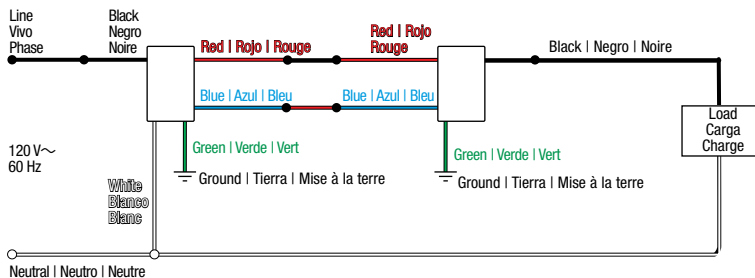 Line
Vivo
Phase
Black
Negro
Noire
Red | Rojo | Rouge
Red | Rojo
Rouge
Black | Negro | Noire
Blue | Azul | Bleu
Blue | Azul | Bleu
Load
Carga
Charge
120 V~
60 Hz
Green | Verde | Vert
Green | Verde | Vert
Ground | Tierra | Mise à la terre
Ground | Tierra | Mise à la terre
White
Blanco
Blanc
Neutral | Neutro | Neutre